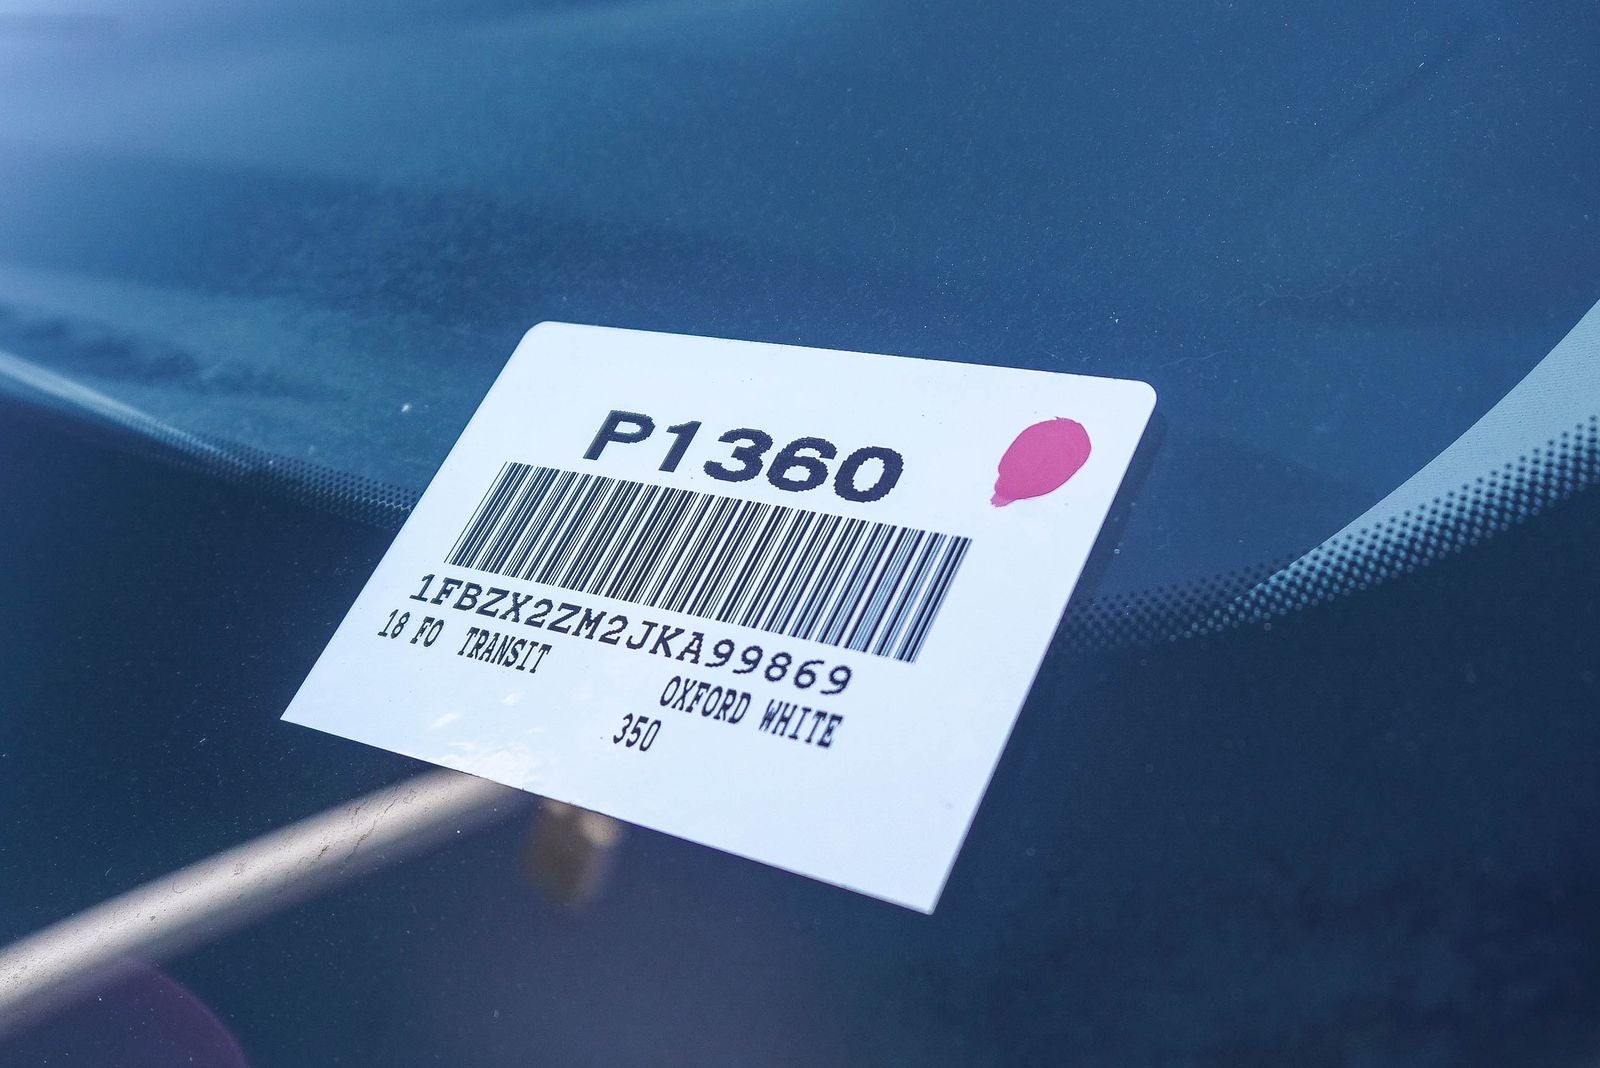 P1360
1FBZX2ZM2JKA99869
18 FO TRANSIT
OXFORD WHITE
350